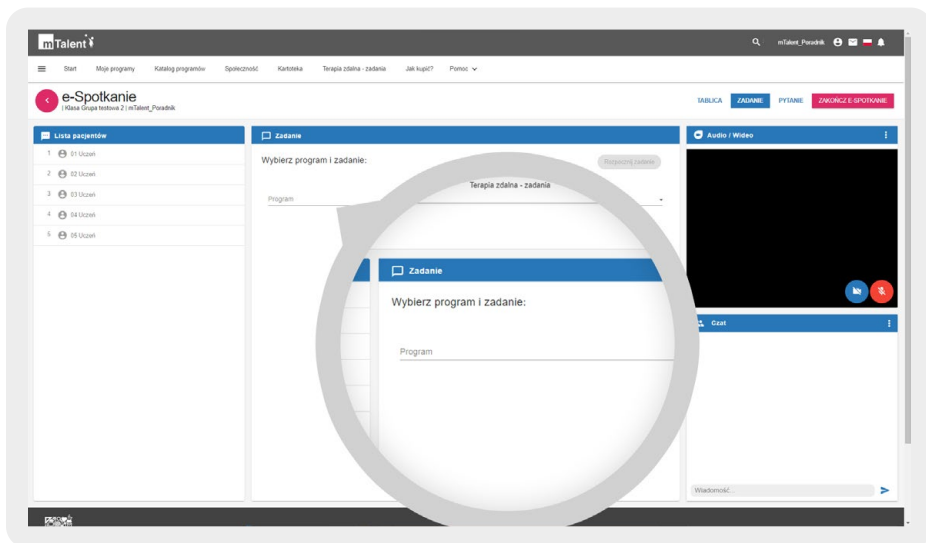 mTalent
mTalent_Poradnik
Start Moje programy Katalog programów Społeczność Kartoteka Terapia zdalna - zadania Jak kupić? Pomoc
e-Spotkanie
| Klasa Grupa testowa 2 | mTalent_Poradnik
TABLICA ZADANIE PYTANIE ZAKOŃCZ E-SPOTKANIE
Lista pacjentów
1 01 Uczeń
2 02 Uczeń
3 03 Uczeń
4 04 Uczeń
5 05 Uczeń
Zadanie
Wybierz program i zadanie:
Rozpocznij zadanie
Terapia zdalna - zadania
Program
Zadanie
Wybierz program i zadanie:
Program
Audio / Wideo
Czat
Wiadomość...